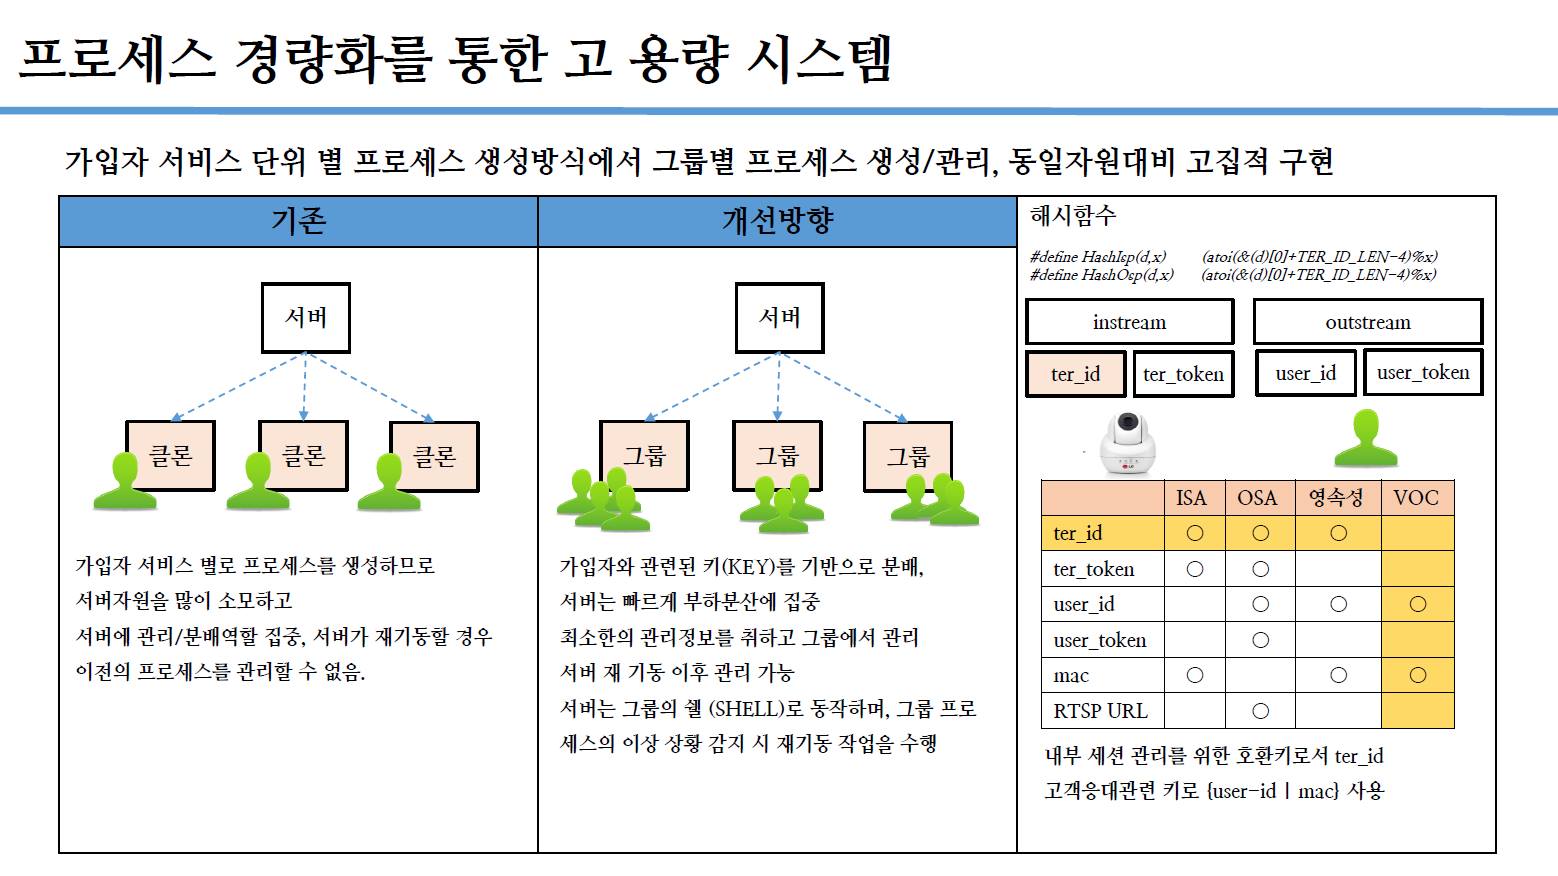 프로세스 경량화를 통한 고 용량 시스템
가입자 서비스 단위 별 프로세스 생성방식에서 그룹별 프로세스 생성/관리, 동일자원대비 고집적 구현
기존
서버
클론 클론 클론
가입자 서비스 별로 프로세스를 생성하므로
서버자원을 많이 소모하고
서버에 관리/분배역할 집중, 서버가 재기동할 경우
이전의 프로세스를 관리할 수 없음.
개선방향
서버
그룹 그룹 그룹
가입자와 관련된 키(KEY)를 기반으로 분배,
서버는 빠르게 부하분산에 집중
최소한의 관리정보를 취하고 그룹에서 관리
서버 재 기동 이후 관리 가능
서버는 그룹의 쉘 (SHELL)로 동작하며, 그룹 프로
세스의 이상 상황 감지 시 재기동 작업을 수행
해시함수
#define HashIsp(d,x) (atoi(&(d)[0]+TER_ID_LEN-4)%x)
#define HashOsp(d,x) (atoi(&(d)[0]+TER_ID_LEN-4)%x)
instream outstream
ter_id ter_token user_id user_token
ISA OSA 영속성 VOC
ter_id ○ ○ ○
ter_token ○ ○
user_id ○ ○ ○
user_token ○
mac ○ ○ ○
RTSP URL ○
내부 세션 관리를 위한 호환키로서 ter_id
고객응대관련 키로 {user-id | mac} 사용